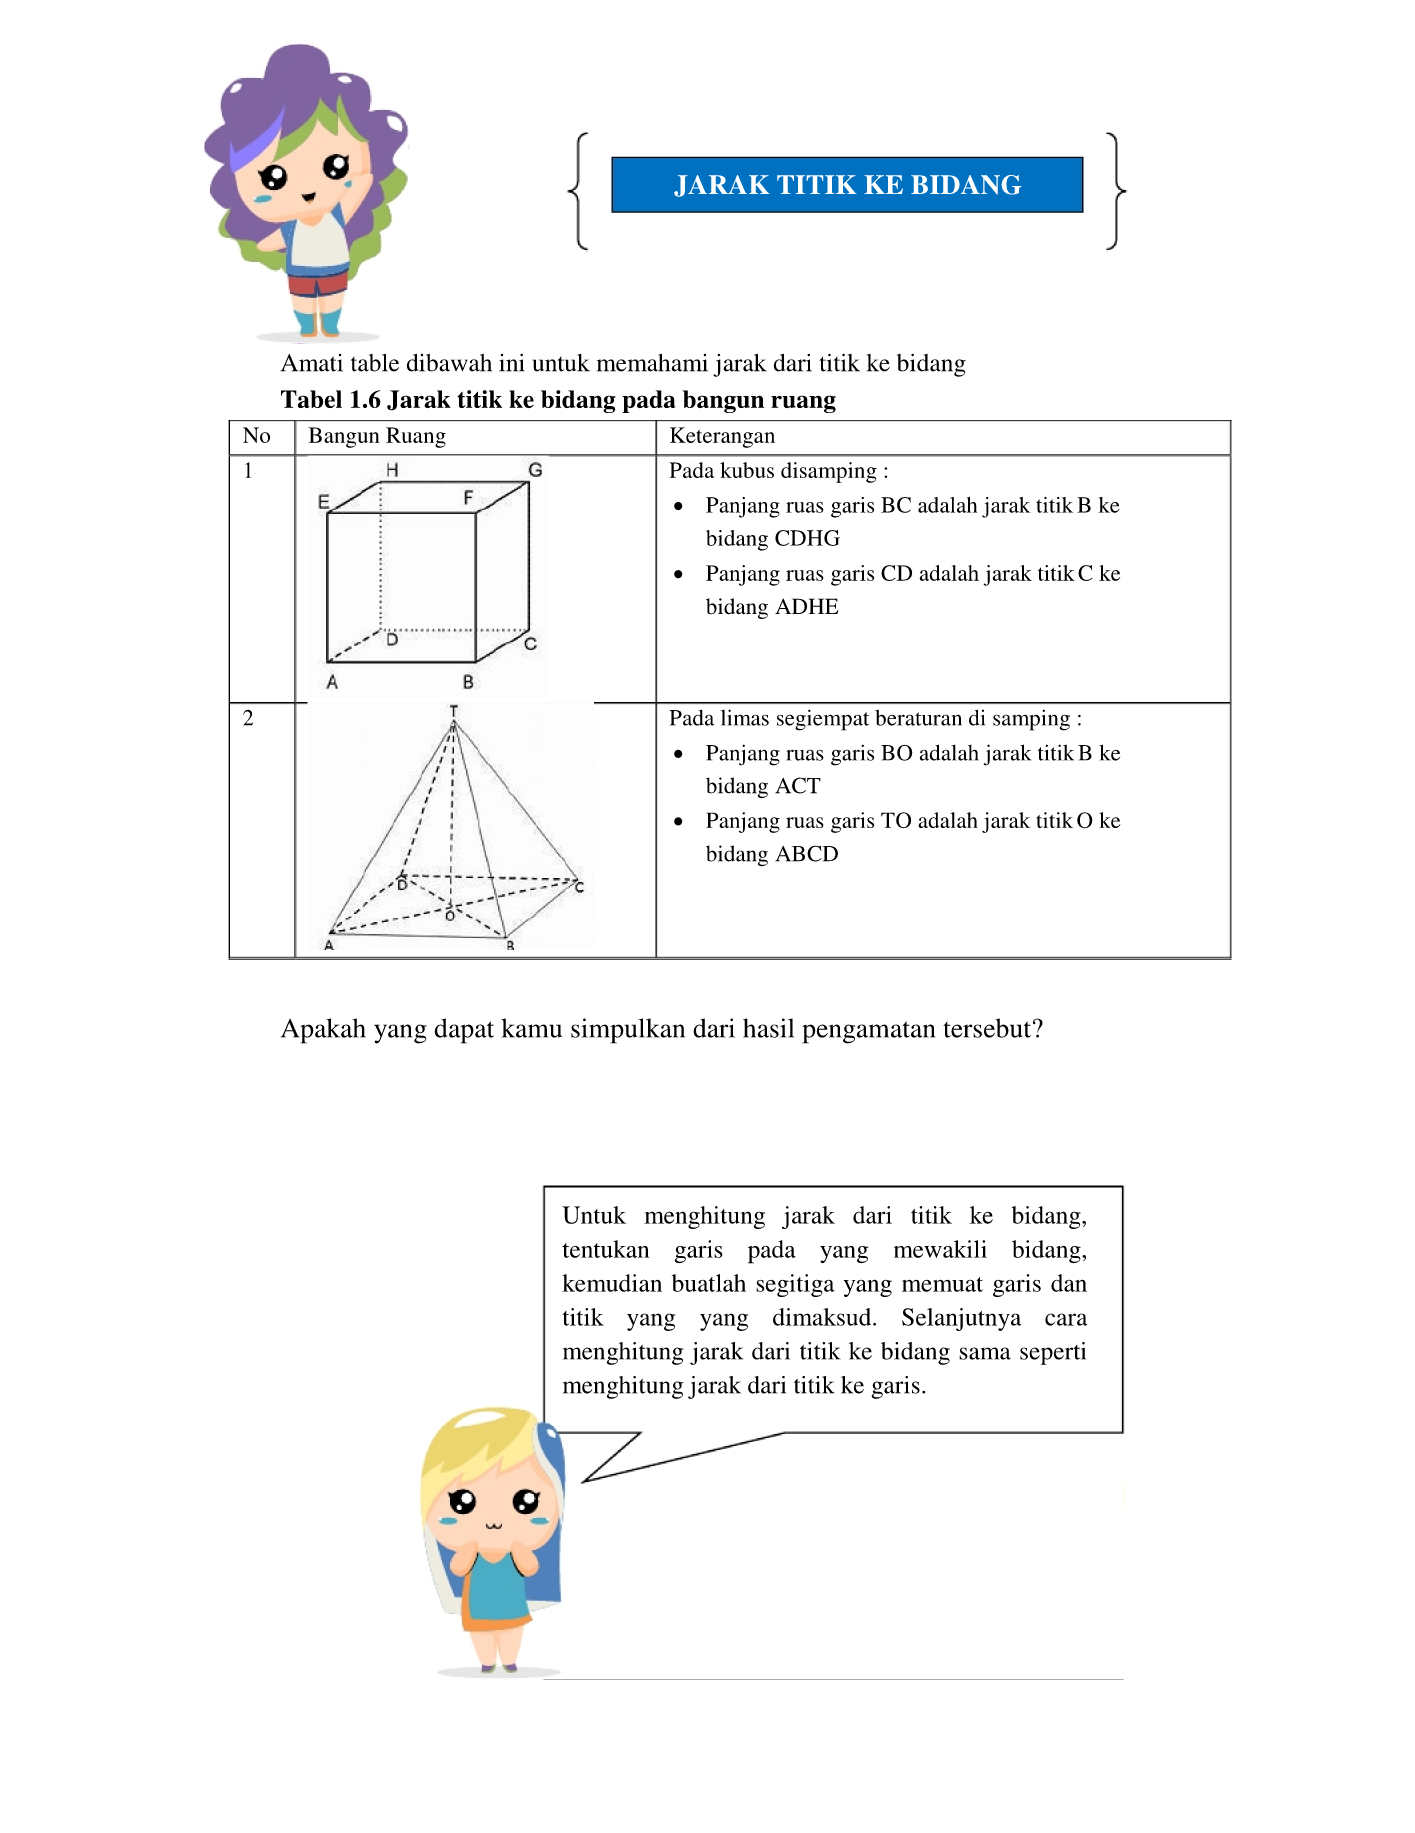 JARAK TITIK KE BIDANG
Amati table dibawah ini untuk memahami jarak dari titik ke bidang
Tabel 1.6 Jarak titik ke bidang pada bangun ruang
No Bangun Ruang Keterangan
1
H G
E F
D C
A B
Pada kubus disamping :
• Panjang ruas garis BC adalah jarak titik B ke
bidang CDHG
• Panjang ruas garis CD adalah jarak titik C ke
bidang ADHE
2
T
D C
O
A B
Pada limas segiempat beraturan di samping :
• Panjang ruas garis BO adalah jarak titik B ke
bidang ACT
• Panjang ruas garis TO adalah jarak titik O ke
bidang ABCD
Apakah yang dapat kamu simpulkan dari hasil pengamatan tersebut?
Untuk menghitung jarak dari titik ke bidang,
tentukan garis pada yang mewakili bidang,
kemudian buatlah segitiga yang memuat garis dan
titik yang yang dimaksud. Selanjutnya cara
menghitung jarak dari titik ke bidang sama seperti
menghitung jarak dari titik ke garis.